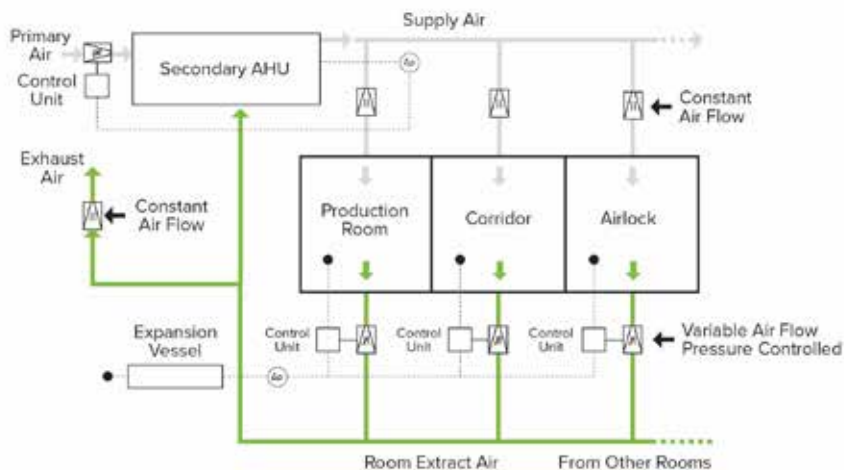 Supply Air
Primary
Air
Secondary AHU
Control
Unit
Constant
Air Flow
Exhaust
Air
Constant
Air Flow
Production
Room
Corridor
Airlock
Expansion
Vessel
Control
Unit
Control
Unit
Control
Unit
Variable Air Flow
Pressure Controlled
Room Extract Air
From Other Rooms